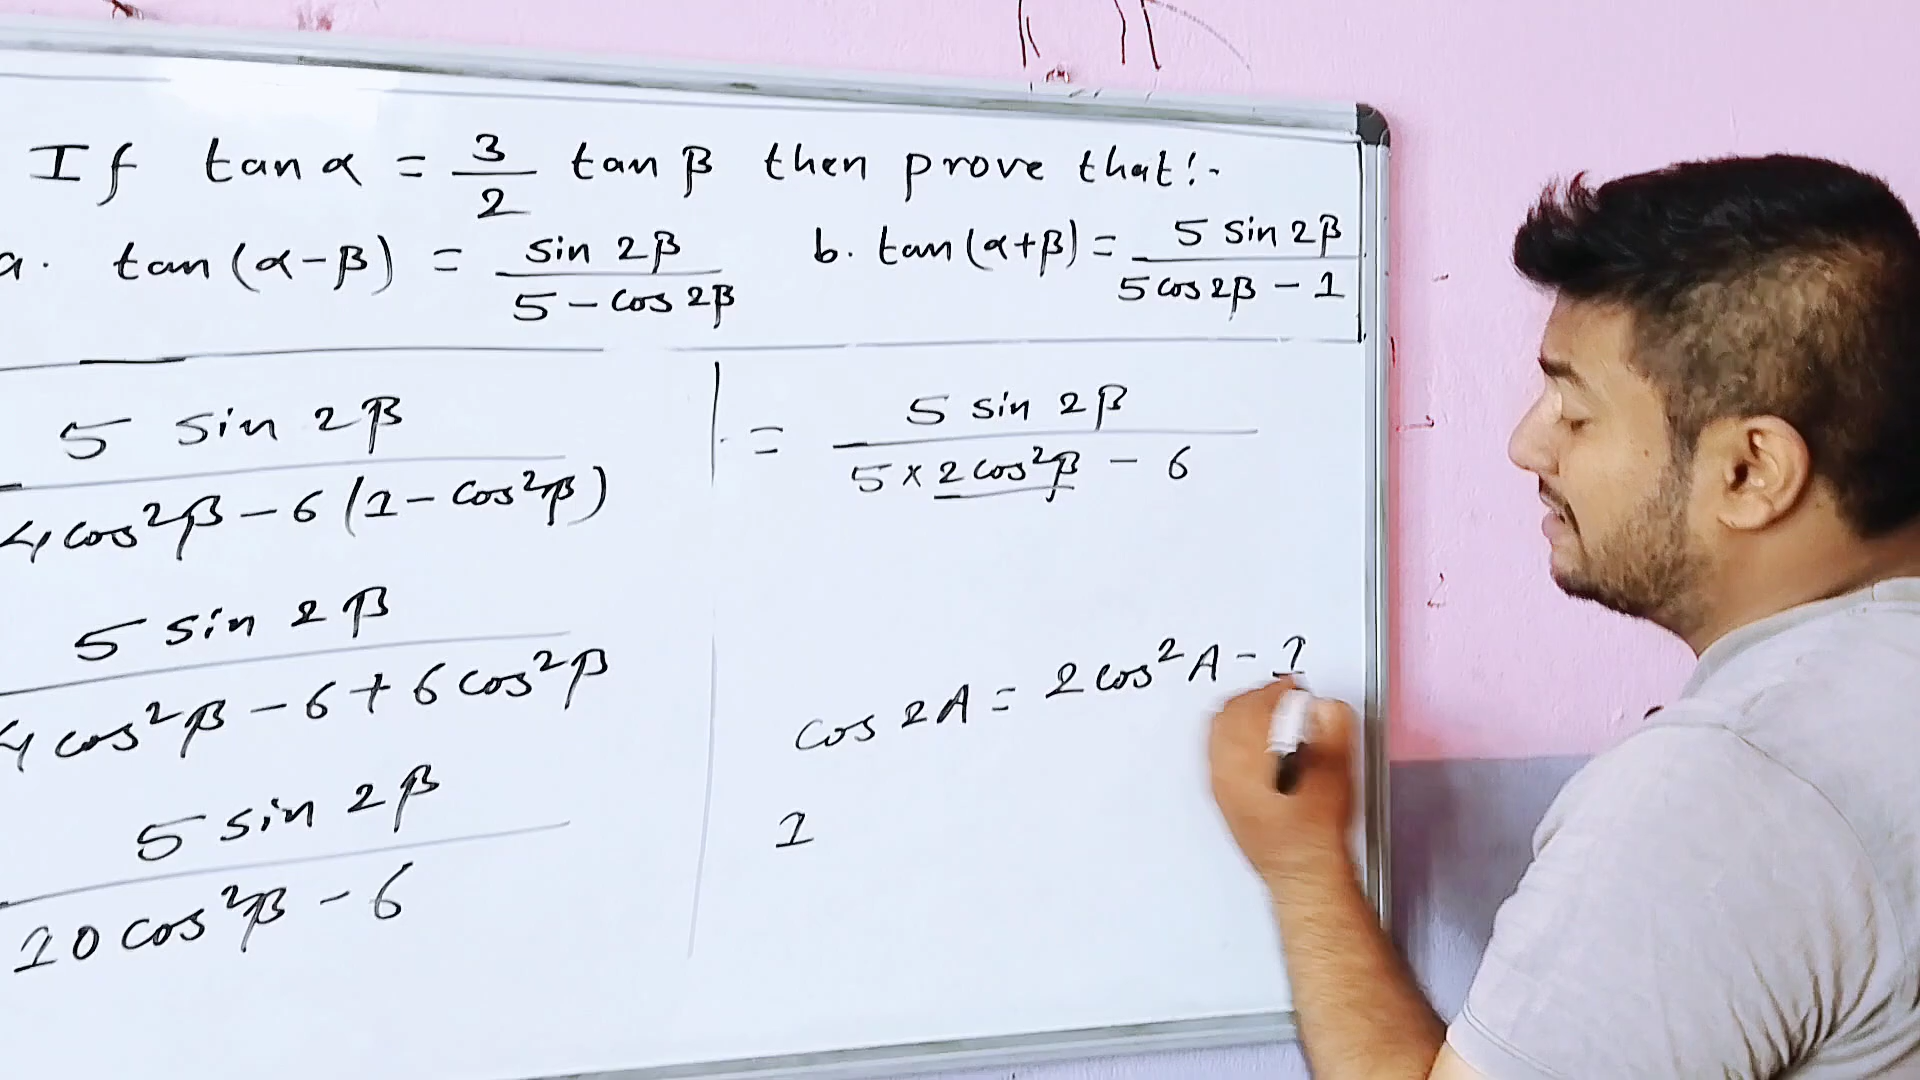 If tan α = 3/2 tan β then prove that:-
a. tan(α-β) = sin 2β / 5 - cos 2β
b. tan(α+β) = 5 sin 2β / 5 cos 2β - 1
5 sin 2β / 4 cos²β - 6(1 - cos²β)
5 sin 2β / 4 cos²β - 6 + 6 cos²β
5 sin 2β / 10 cos²β - 6
= 5 sin 2β / 5 × 2 cos²β - 6
cos 2A = 2 cos²A - 1
1